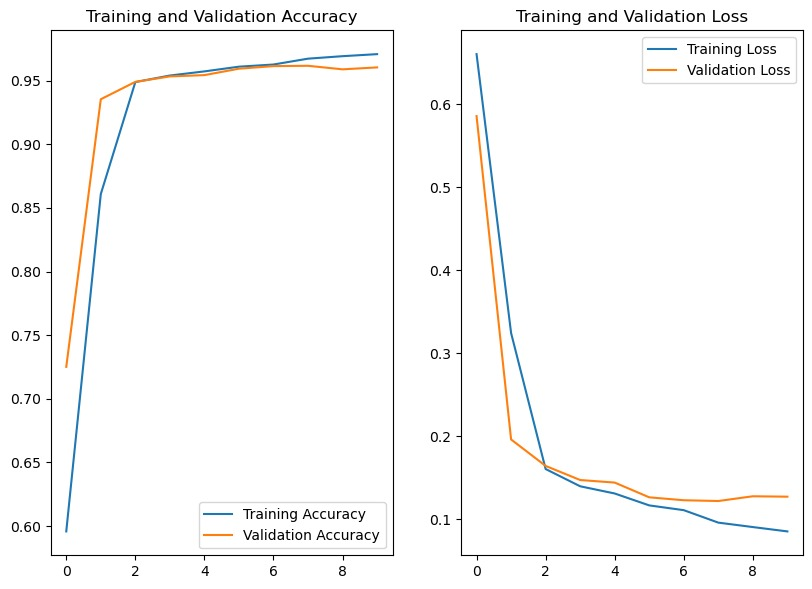 Training and Validation Accuracy
0.95
0.90
0.85
0.80
0.75
0.70
0.65
0.60
Training Accuracy
Validation Accuracy
0 2 4 6 8
Training and Validation Loss
Training Loss
Validation Loss
0.6
0.5
0.4
0.3
0.2
0.1
0 2 4 6 8